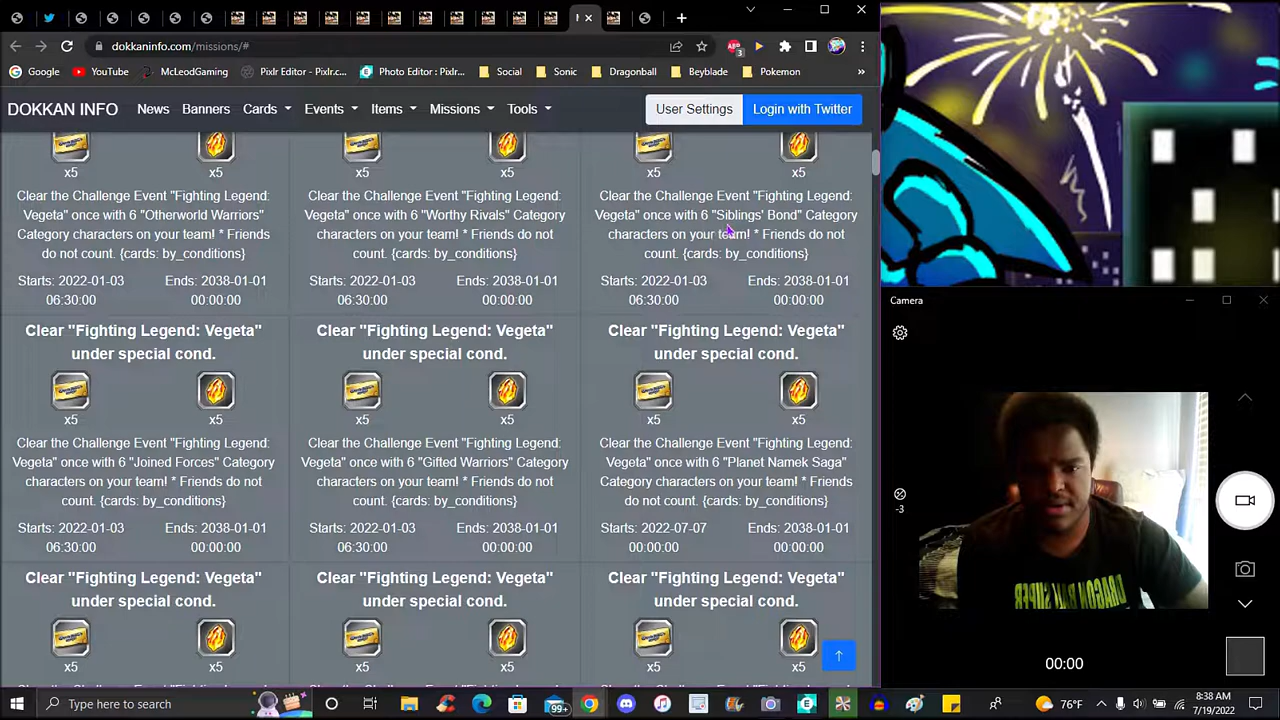 dokkaninfo.com/missions/#
3
Google
YouTube
McLeodGaming
Pixlr Editor - Pixlr.c...
Photo Editor : Pixlr...
Social
Sonic
Dragonball
Beyblade
Pokemon
»
DOKKAN INFO
News
Banners
Cards
Events
Items
Missions
Tools
User Settings
Login with Twitter
x5 x5 x5 x5 x5 x5
Clear the Challenge Event "Fighting Legend:
Vegeta" once with 6 "Otherworld Warriors"
Category characters on your team! * Friends
do not count. {cards: by_conditions}
Starts: 2022-01-03
06:30:00
Ends: 2038-01-01
00:00:00
Clear the Challenge Event "Fighting Legend:
Vegeta" once with 6 "Worthy Rivals" Category
characters on your team! * Friends do not
count. {cards: by_conditions}
Starts: 2022-01-03
06:30:00
Ends: 2038-01-01
00:00:00
Clear the Challenge Event "Fighting Legend:
Vegeta" once with 6 "Siblings' Bond" Category
characters on your team! * Friends do not
count. {cards: by_conditions}
Starts: 2022-01-03
06:30:00
Ends: 2038-01-01
00:00:00
Clear "Fighting Legend: Vegeta"
under special cond.
x5 x5
Clear the Challenge Event "Fighting Legend:
Vegeta" once with 6 "Joined Forces" Category
characters on your team! * Friends do not
count. {cards: by_conditions}
Starts: 2022-01-03
06:30:00
Ends: 2038-01-01
00:00:00
Clear "Fighting Legend: Vegeta"
under special cond.
x5 x5
Clear the Challenge Event "Fighting Legend:
Vegeta" once with 6 "Gifted Warriors" Category
characters on your team! * Friends do not
count. {cards: by_conditions}
Starts: 2022-01-03
06:30:00
Ends: 2038-01-01
00:00:00
Clear "Fighting Legend: Vegeta"
under special cond.
x5 x5
Clear the Challenge Event "Fighting Legend:
Vegeta" once with 6 "Planet Namek Saga"
Category characters on your team! * Friends
do not count. {cards: by_conditions}
Starts: 2022-07-07
00:00:00
Ends: 2038-01-01
00:00:00
Clear "Fighting Legend: Vegeta"
under special cond.
x5 x5
Clear "Fighting Legend: Vegeta"
under special cond.
x5 x5
Clear "Fighting Legend: Vegeta"
under special cond.
x5 x5
Camera
-3
DRAGON BALL SUPER
00:00
Type here to search
99+
76°F
8:38 AM
7/19/2022